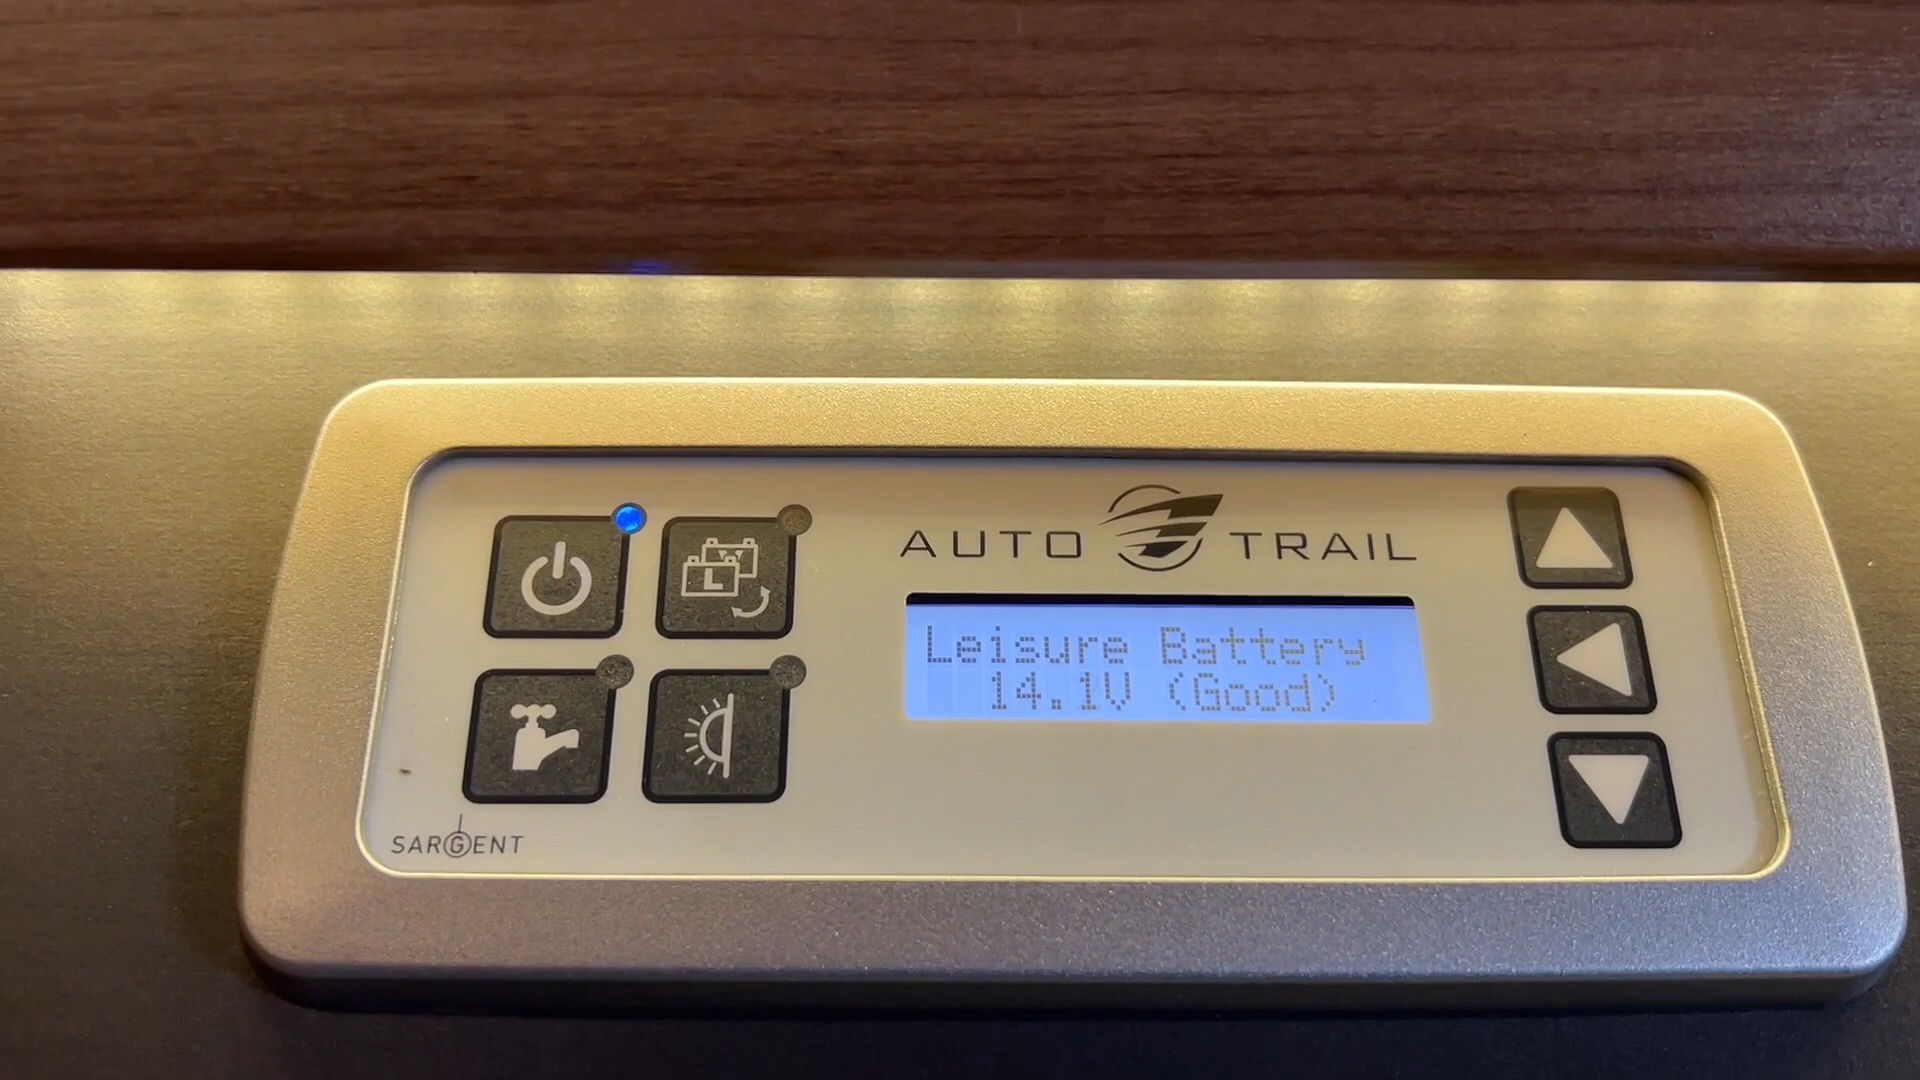 AUTO TRAIL
Leisure Battery
14.1V (Good)
L
SARGENT